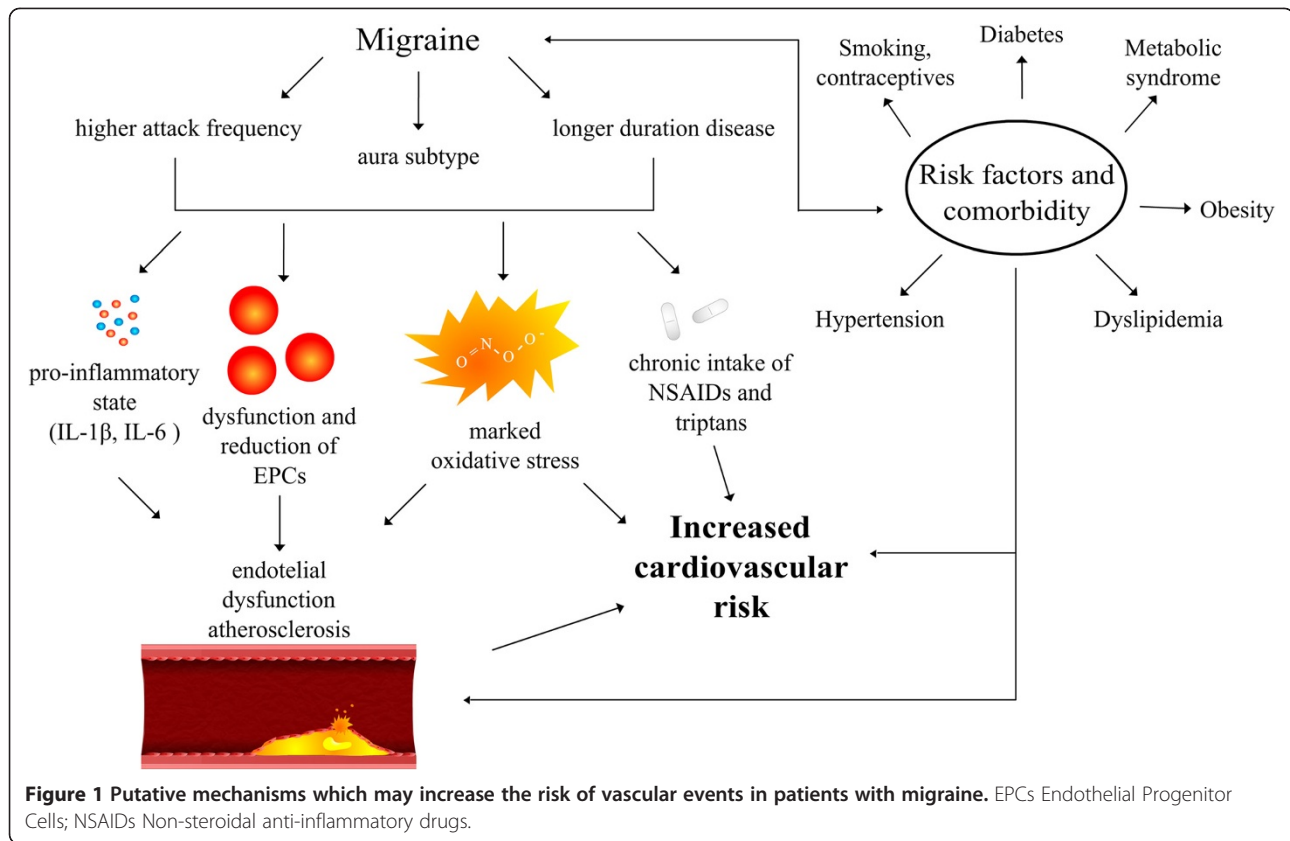 Migraine
higher attack frequency
aura subtype
longer duration disease
Smoking,
contraceptives
Diabetes
Metabolic
syndrome
Risk factors and
comorbidity
Obesity
Hypertension
Dyslipidemia
pro-inflammatory
state
(IL-1β, IL-6 )
dysfunction and
reduction of
EPCs
O=N-O-O-
marked
oxidative stress
chronic intake of
NSAIDs and
triptans
endotelial
dysfunction
atherosclerosis
Increased
cardiovascular
risk
Figure 1 Putative mechanisms which may increase the risk of vascular events in patients with migraine. EPCs Endothelial Progenitor
Cells; NSAIDs Non-steroidal anti-inflammatory drugs.